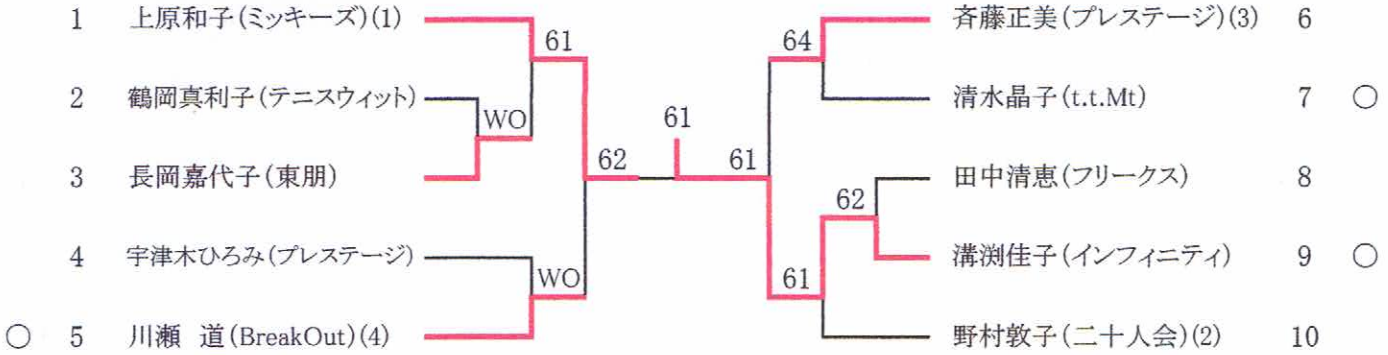 1 上原和子(ミッキーズ)(1)
61
2 鶴岡真利子(テニスウィット)
WO
3 長岡嘉代子(東朋)
62
4 宇津木ひろみ(プレステージ)
WO
○ 5 川瀬 道(BreakOut)(4)
61
斉藤正美(プレステージ)(3) 6
64
清水晶子(t.t.Mt) 7 ○
61
田中清恵(フリークス) 8
62
溝渕佳子(インフィニティ) 9 ○
61
野村敦子(二十人会)(2) 10